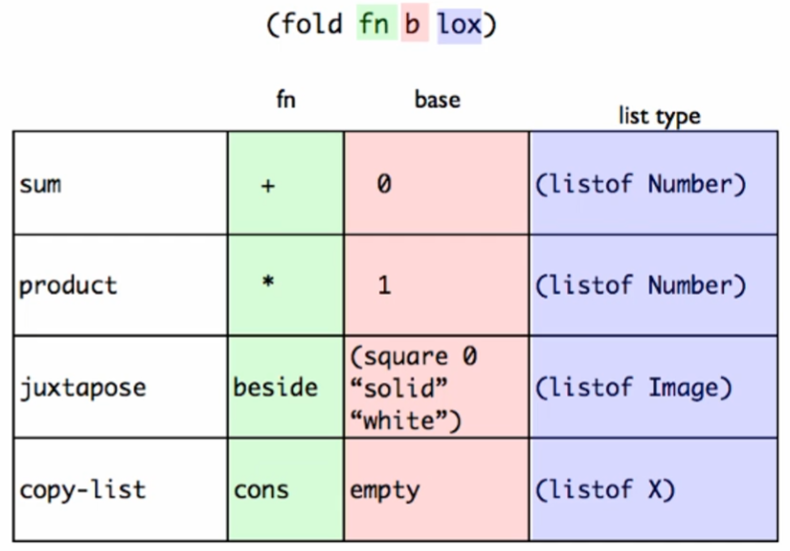 (fold fn b lox)
fn base list type
sum + 0 (listof Number)
product * 1 (listof Number)
juxtapose beside (square 0 “solid” “white”) (listof Image)
copy-list cons empty (listof X)